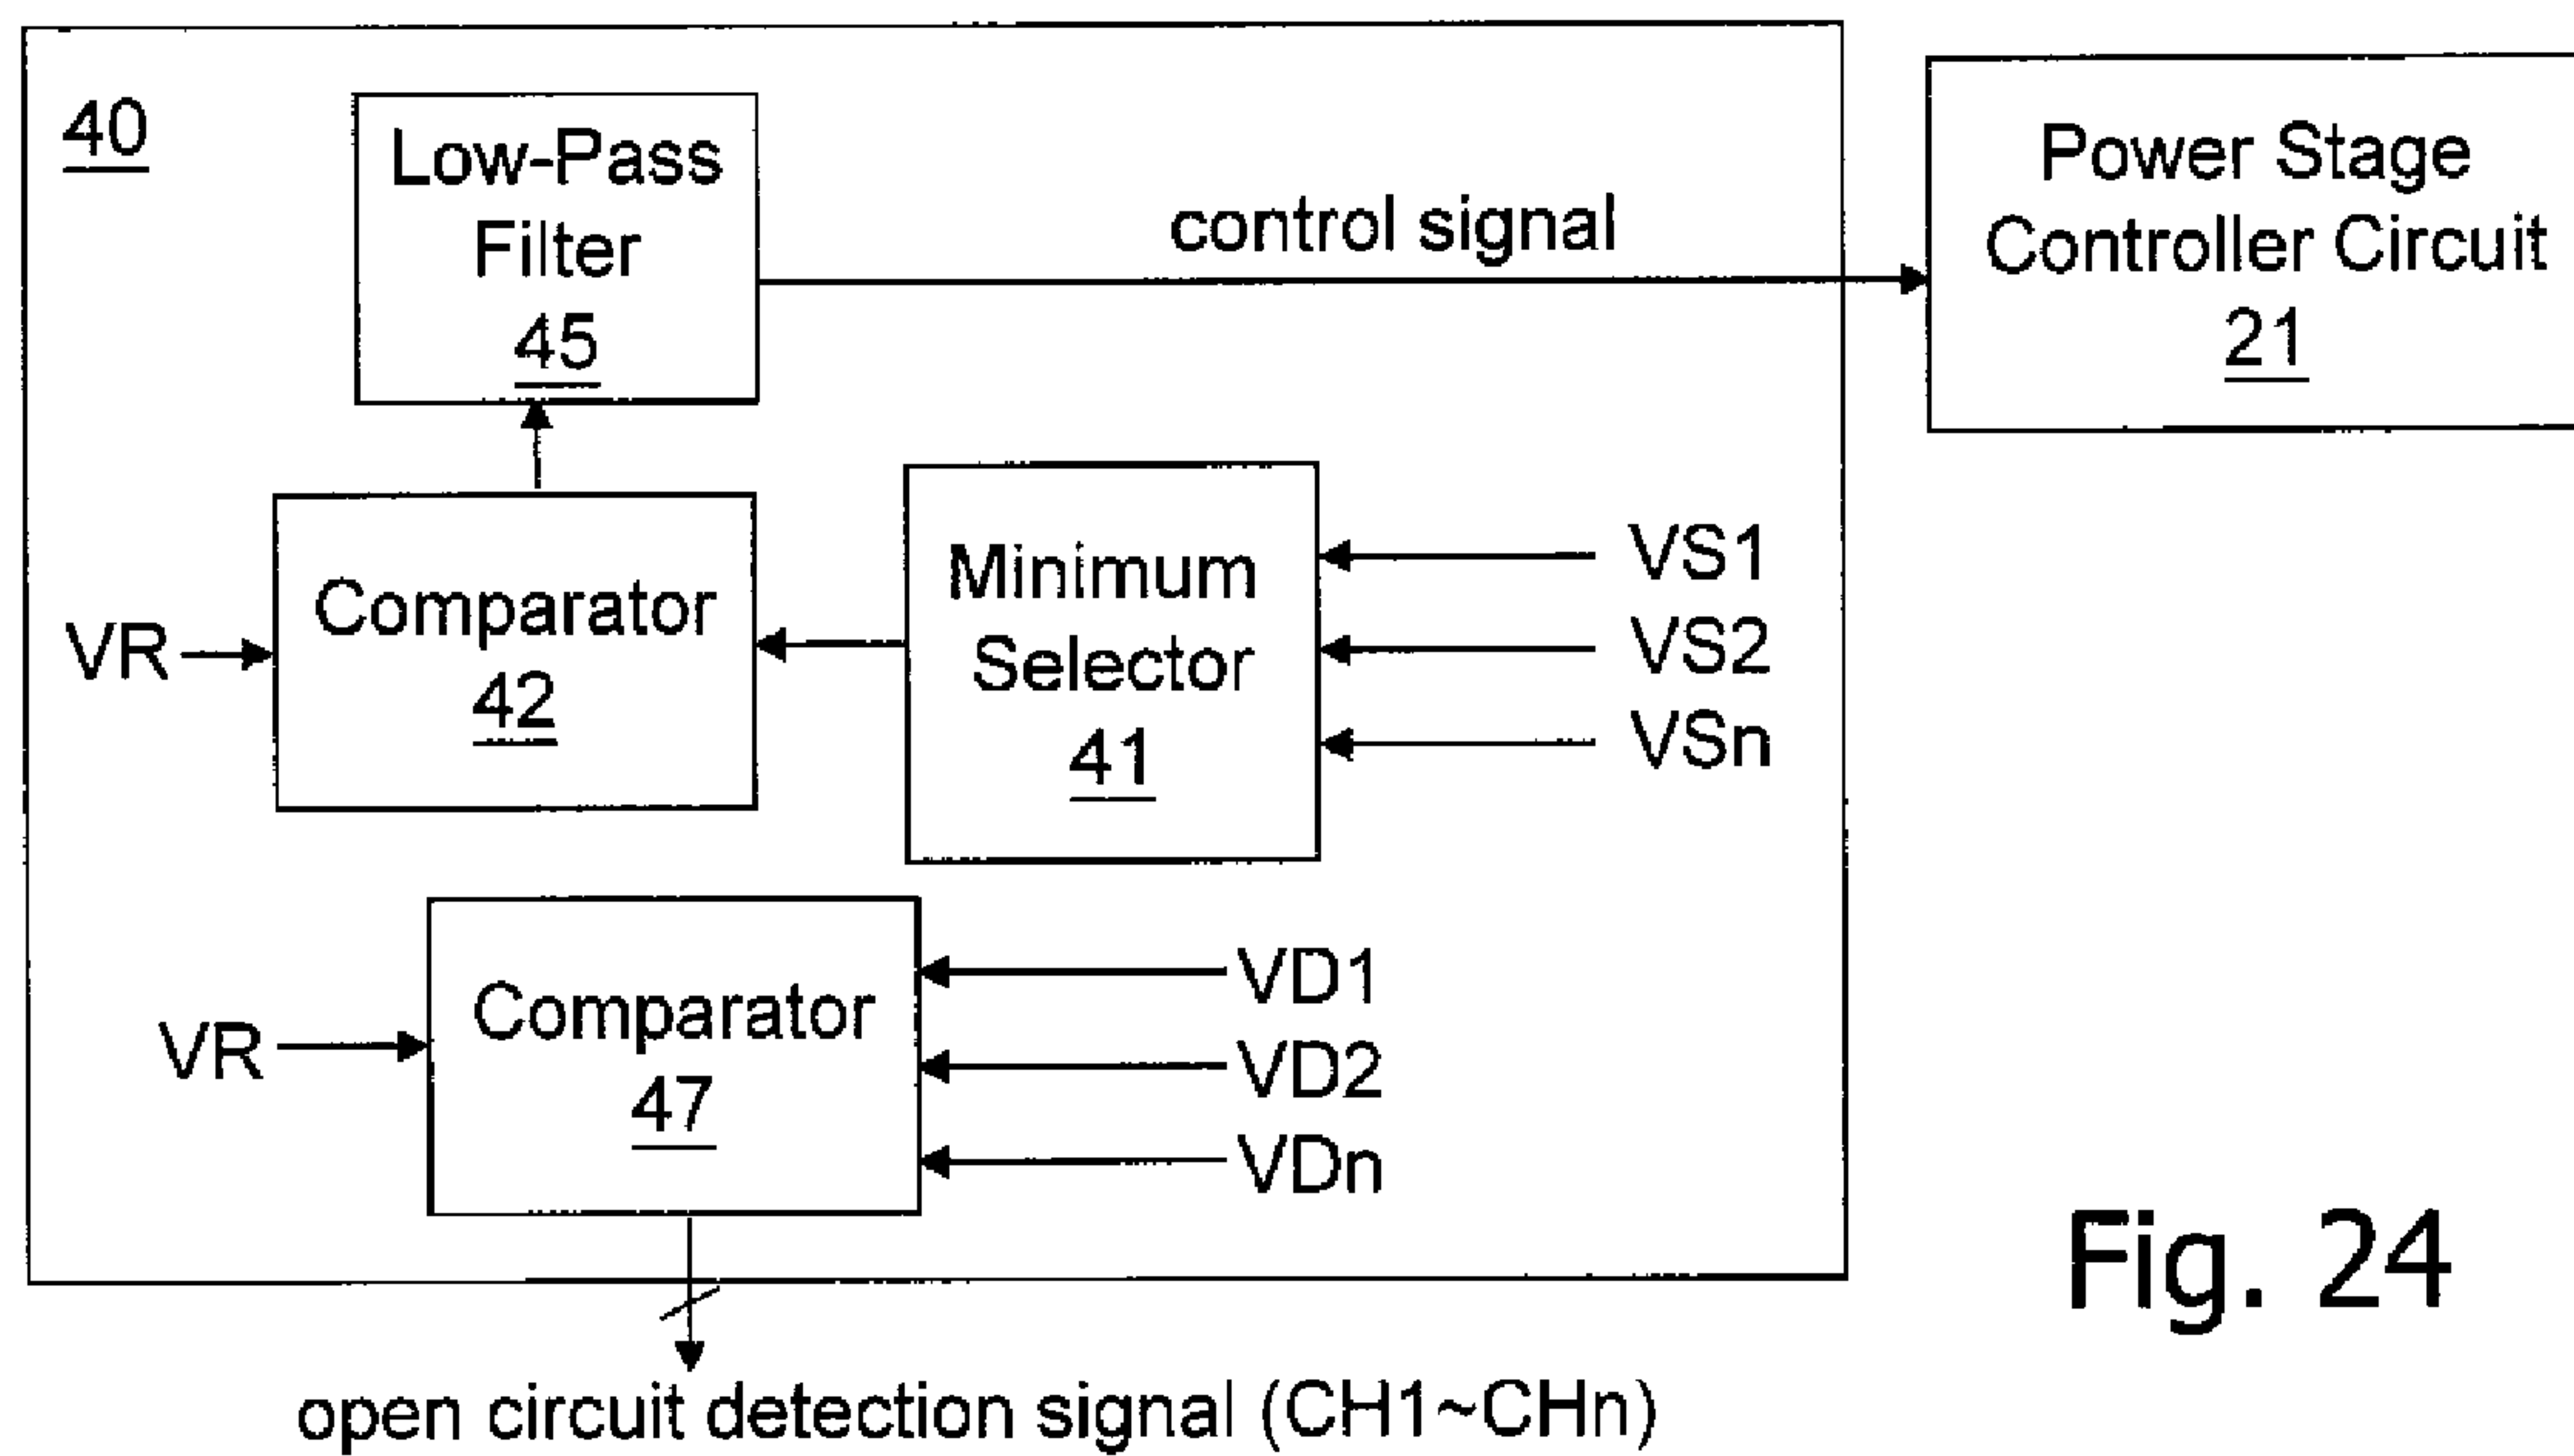 40
Low-Pass
Filter
45
control signal
Power Stage
Controller Circuit
21
VR
Comparator
42
Minimum
Selector
41
VS1
VS2
VSn
VR
Comparator
47
VD1
VD2
VDn
open circuit detection signal (CH1~CHn)
Fig. 24